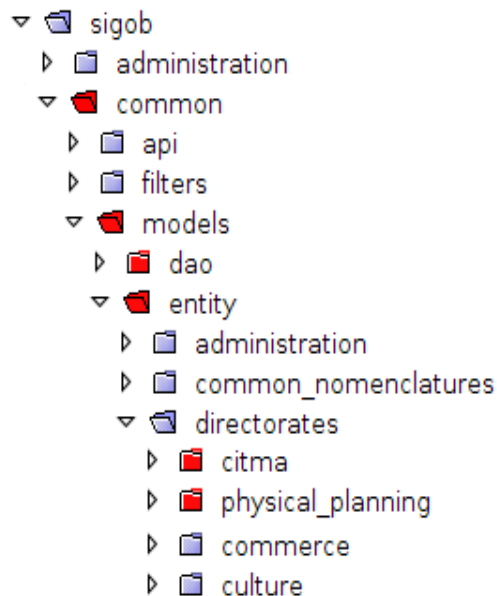 sigob
administration
common
api
filters
models
dao
entity
administration
common_nomenclatures
directorates
citma
physical_planning
commerce
culture